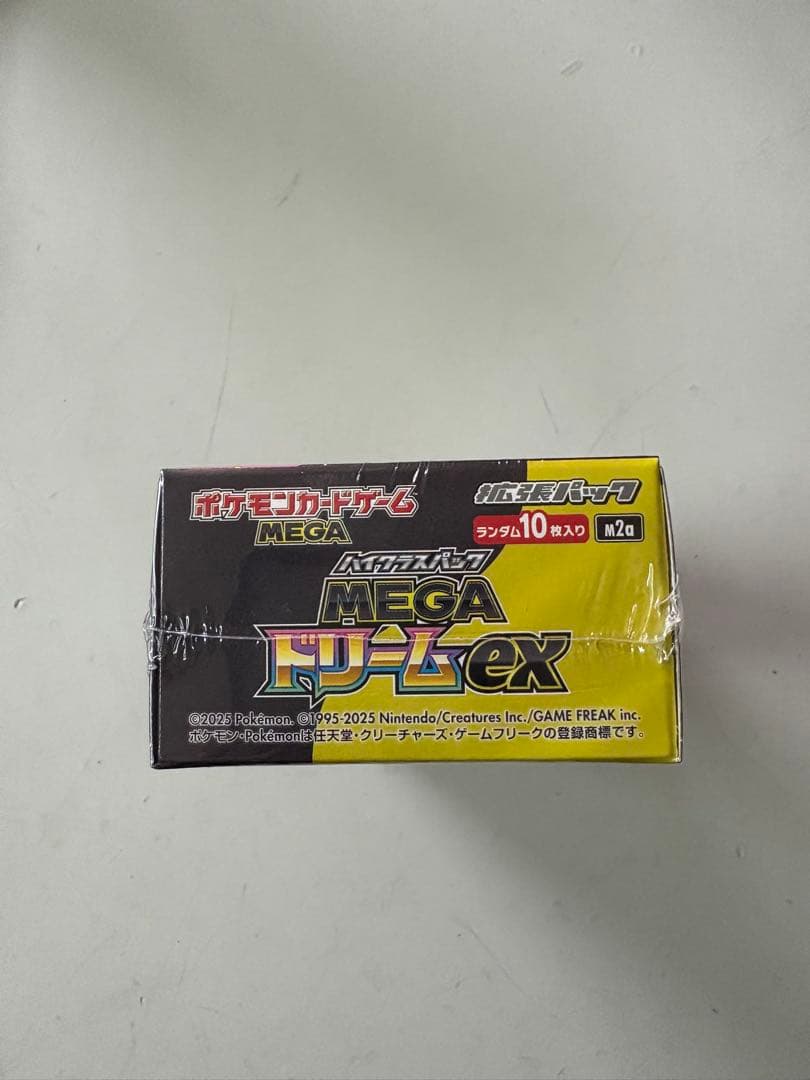 ポケモンカードゲーム
MEGA
拡張パック
ランダム10枚入り
M2a
ハイクラスパック
MEGA
ドリームex
©2025 Pokémon. ©1995-2025 Nintendo/Creatures Inc./GAME FREAK inc.
ポケモン・Pokémonは任天堂・クリーチャーズ・ゲームフリークの登録商標です。